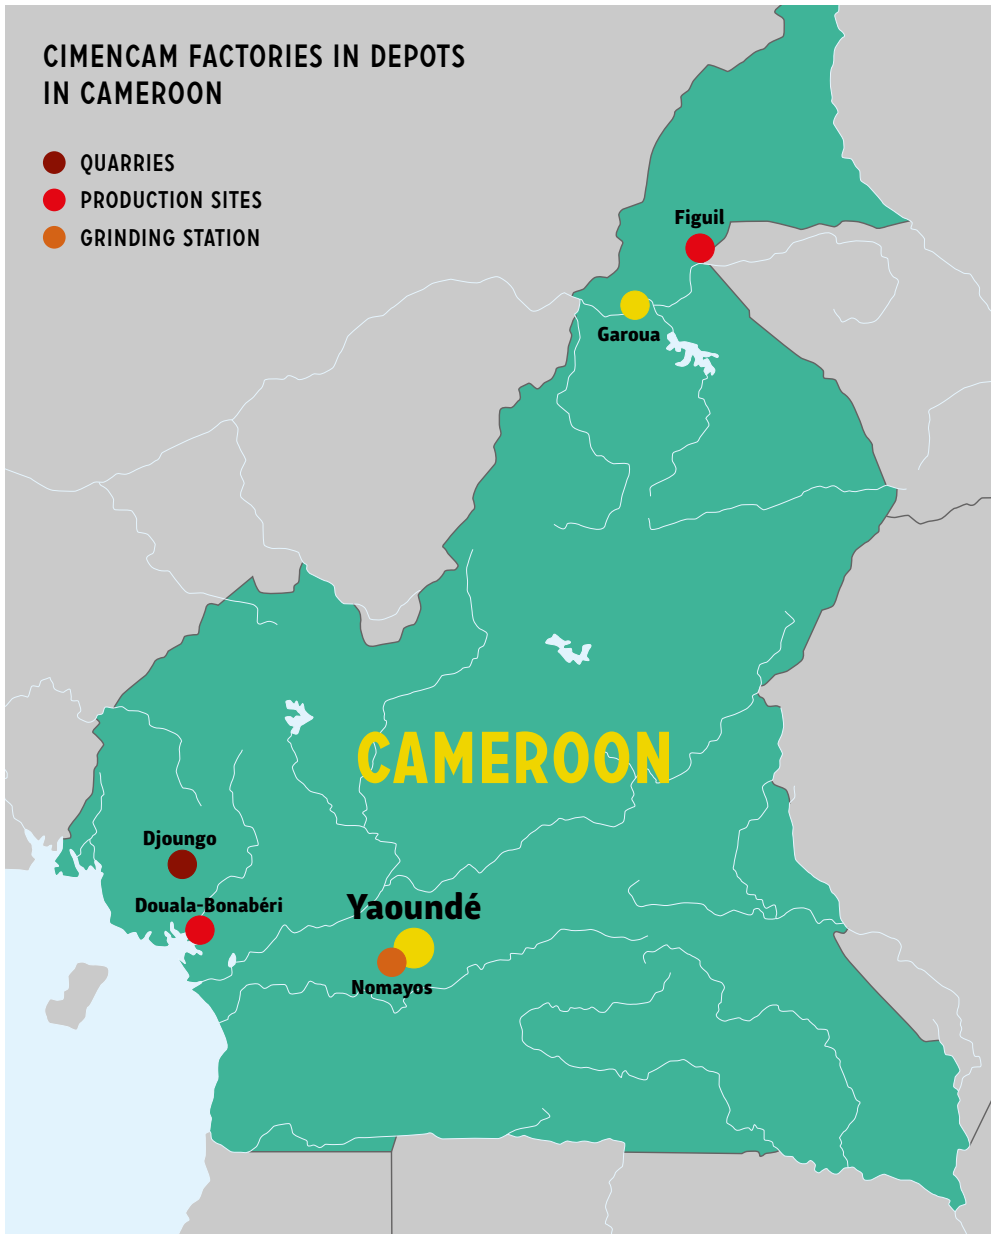 CIMENCAM FACTORIES IN DEPOTS
IN CAMEROON
QUARRIES
PRODUCTION SITES
GRINDING STATION
Figuil
Garoua
CAMEROON
Djoungo
Douala-Bonabéri
Yaoundé
Nomayos